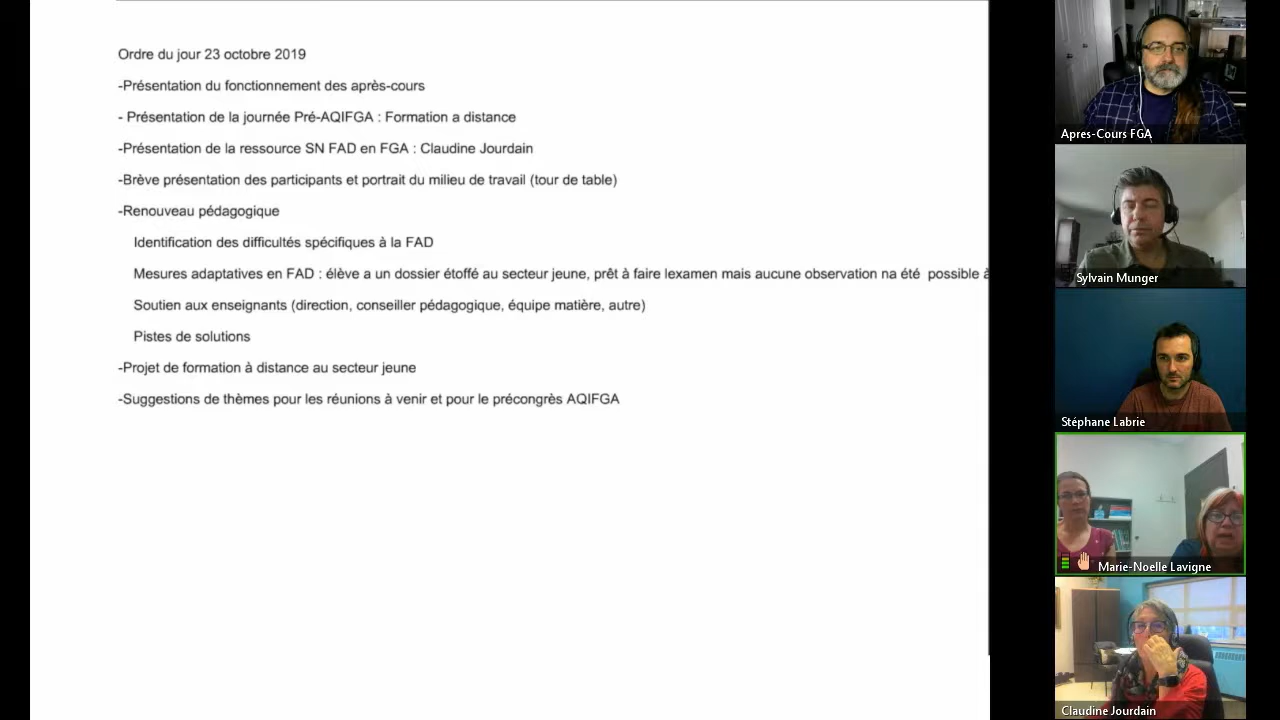 Ordre du jour 23 octobre 2019
-Présentation du fonctionnement des après-cours
- Présentation de la journée Pré-AQIFGA : Formation a distance
-Présentation de la ressource SN FAD en FGA : Claudine Jourdain
-Brève présentation des participants et portrait du milieu de travail (tour de table)
-Renouveau pédagogique
Identification des difficultés spécifiques à la FAD
Mesures adaptatives en FAD : élève a un dossier étoffé au secteur jeune, prêt à faire lexamen mais aucune observation na été possible à
Soutien aux enseignants (direction, conseiller pédagogique, équipe matière, autre)
Pistes de solutions
-Projet de formation à distance au secteur jeune
-Suggestions de thèmes pour les réunions à venir et pour le précongrès AQIFGA
Apres-Cours FGA
Sylvain Munger
Stéphane Labrie
Marie-Noelle Lavigne
Claudine Jourdain